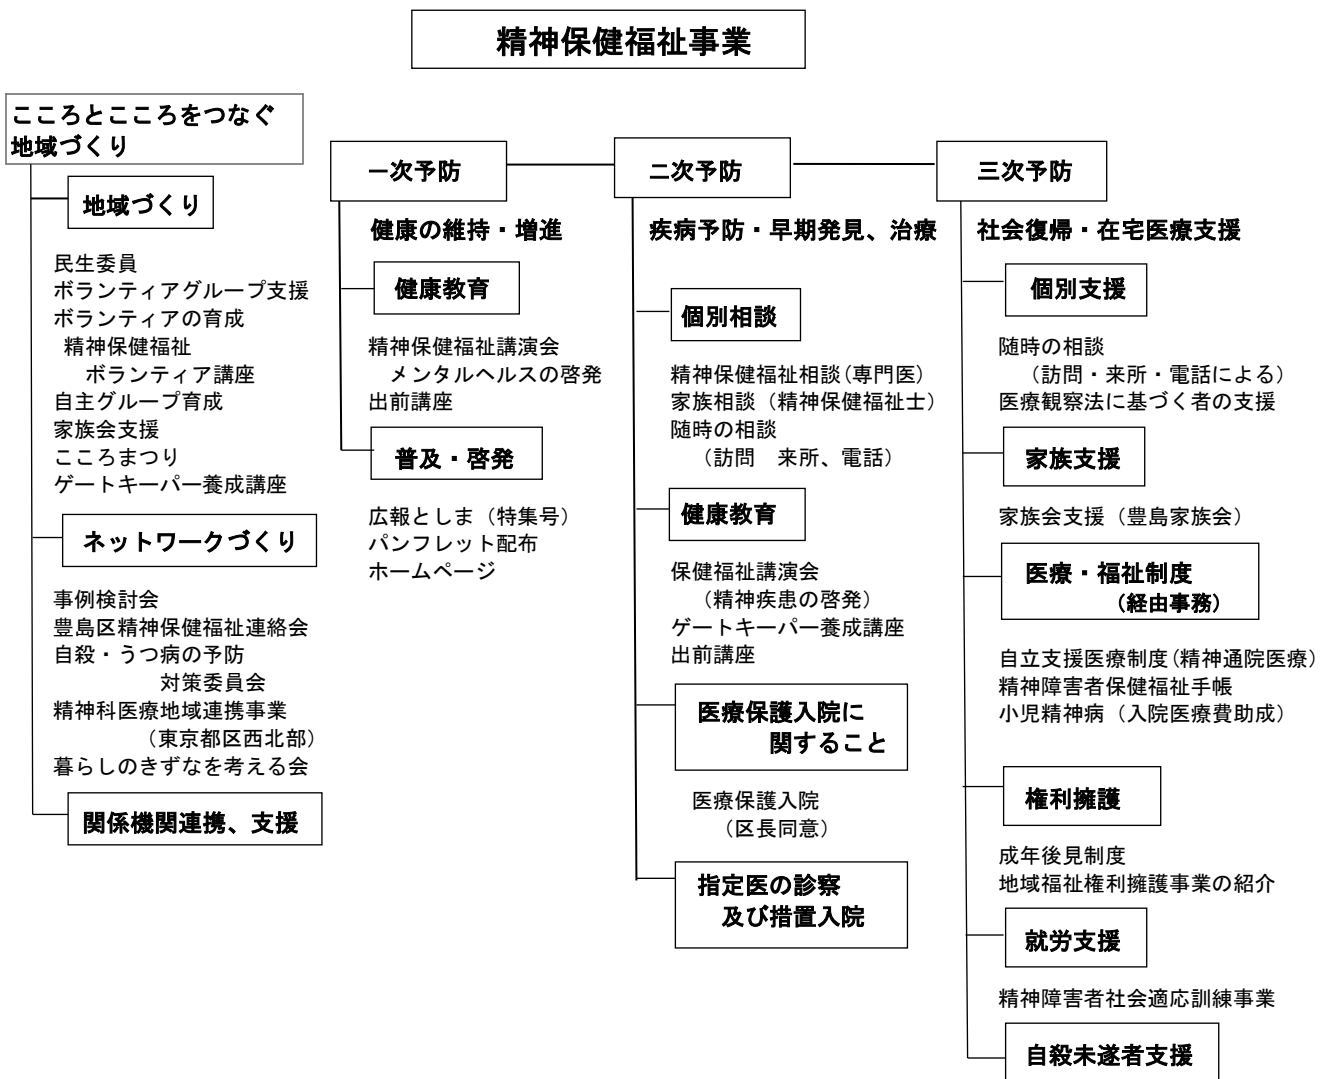 精神保健福祉事業
こころとこころをつなぐ
地域づくり
地域づくり
民生委員
ボランティアグループ支援
ボランティアの育成
精神保健福祉
ボランティア講座
自主グループ育成
家族会支援
こころまつり
ゲートキーパー養成講座
ネットワークづくり
事例検討会
豊島区精神保健福祉連絡会
自殺・うつ病の予防
対策委員会
精神科医療地域連携事業
（東京都区西北部）
暮らしのきずなを考える会
関係機関連携、支援
一次予防
健康の維持・増進
健康教育
精神保健福祉講演会
メンタルヘルスの啓発
出前講座
普及・啓発
広報としま（特集号）
パンフレット配布
ホームページ
二次予防
疾病予防・早期発見、治療
個別相談
精神保健福祉相談(専門医)
家族相談（精神保健福祉士）
随時の相談
（訪問　来所、電話）
健康教育
保健福祉講演会
（精神疾患の啓発）
ゲートキーパー養成講座
出前講座
医療保護入院に
関すること
医療保護入院
（区長同意）
指定医の診察
及び措置入院
三次予防
社会復帰・在宅医療支援
個別支援
随時の相談
（訪問・来所・電話による）
医療観察法に基づく者の支援
家族支援
家族会支援（豊島家族会）
医療・福祉制度
（経由事務）
自立支援医療制度(精神通院医療)
精神障害者保健福祉手帳
小児精神病（入院医療費助成）
権利擁護
成年後見制度
地域福祉権利擁護事業の紹介
就労支援
精神障害者社会適応訓練事業
自殺未遂者支援